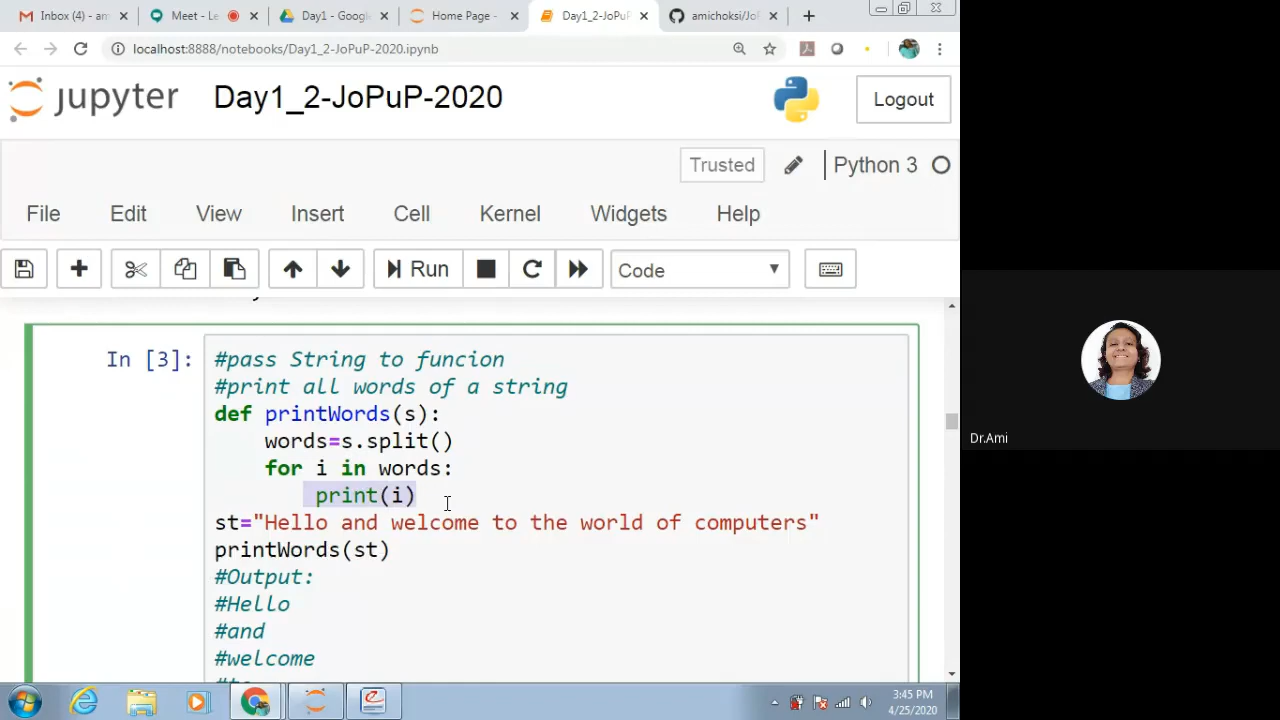 Inbox (4) - am
Meet - Le
Day1 - Google
Home Page -
Day1_2-JoPuP
amichoksi/Jo
localhost:8888/notebooks/Day1_2-JoPuP-2020.ipynb
jupyter
Day1_2-JoPuP-2020
Logout
Trusted
Python 3
File
Edit
View
Insert
Cell
Kernel
Widgets
Help
Run
Code
In [3]:
#pass String to funcion
#print all words of a string
def printWords(s):
words=s.split()
for i in words:
print(i)
st="Hello and welcome to the world of computers"
printWords(st)
#Output:
#Hello
#and
#welcome
Dr.Ami
3:45 PM
4/25/2020